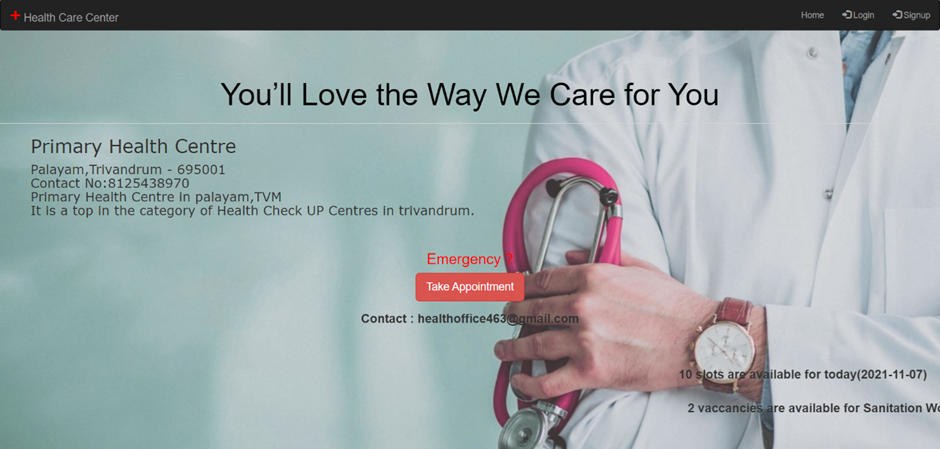 Health Care Center
Home
Login
Signup
You'll Love the Way We Care for You
Primary Health Centre
Palayam,Trivandrum - 695001
Contact No:8125438970
Primary Health Centre in palayam,TVM
It is a top in the category of Health Check UP Centres in trivandrum.
Emergency ?
Take Appointment
Contact : healthoffice463@gmail.com
10 slots are available for today(2021-11-07)
2 vaccancies are available for Sanitation Wo